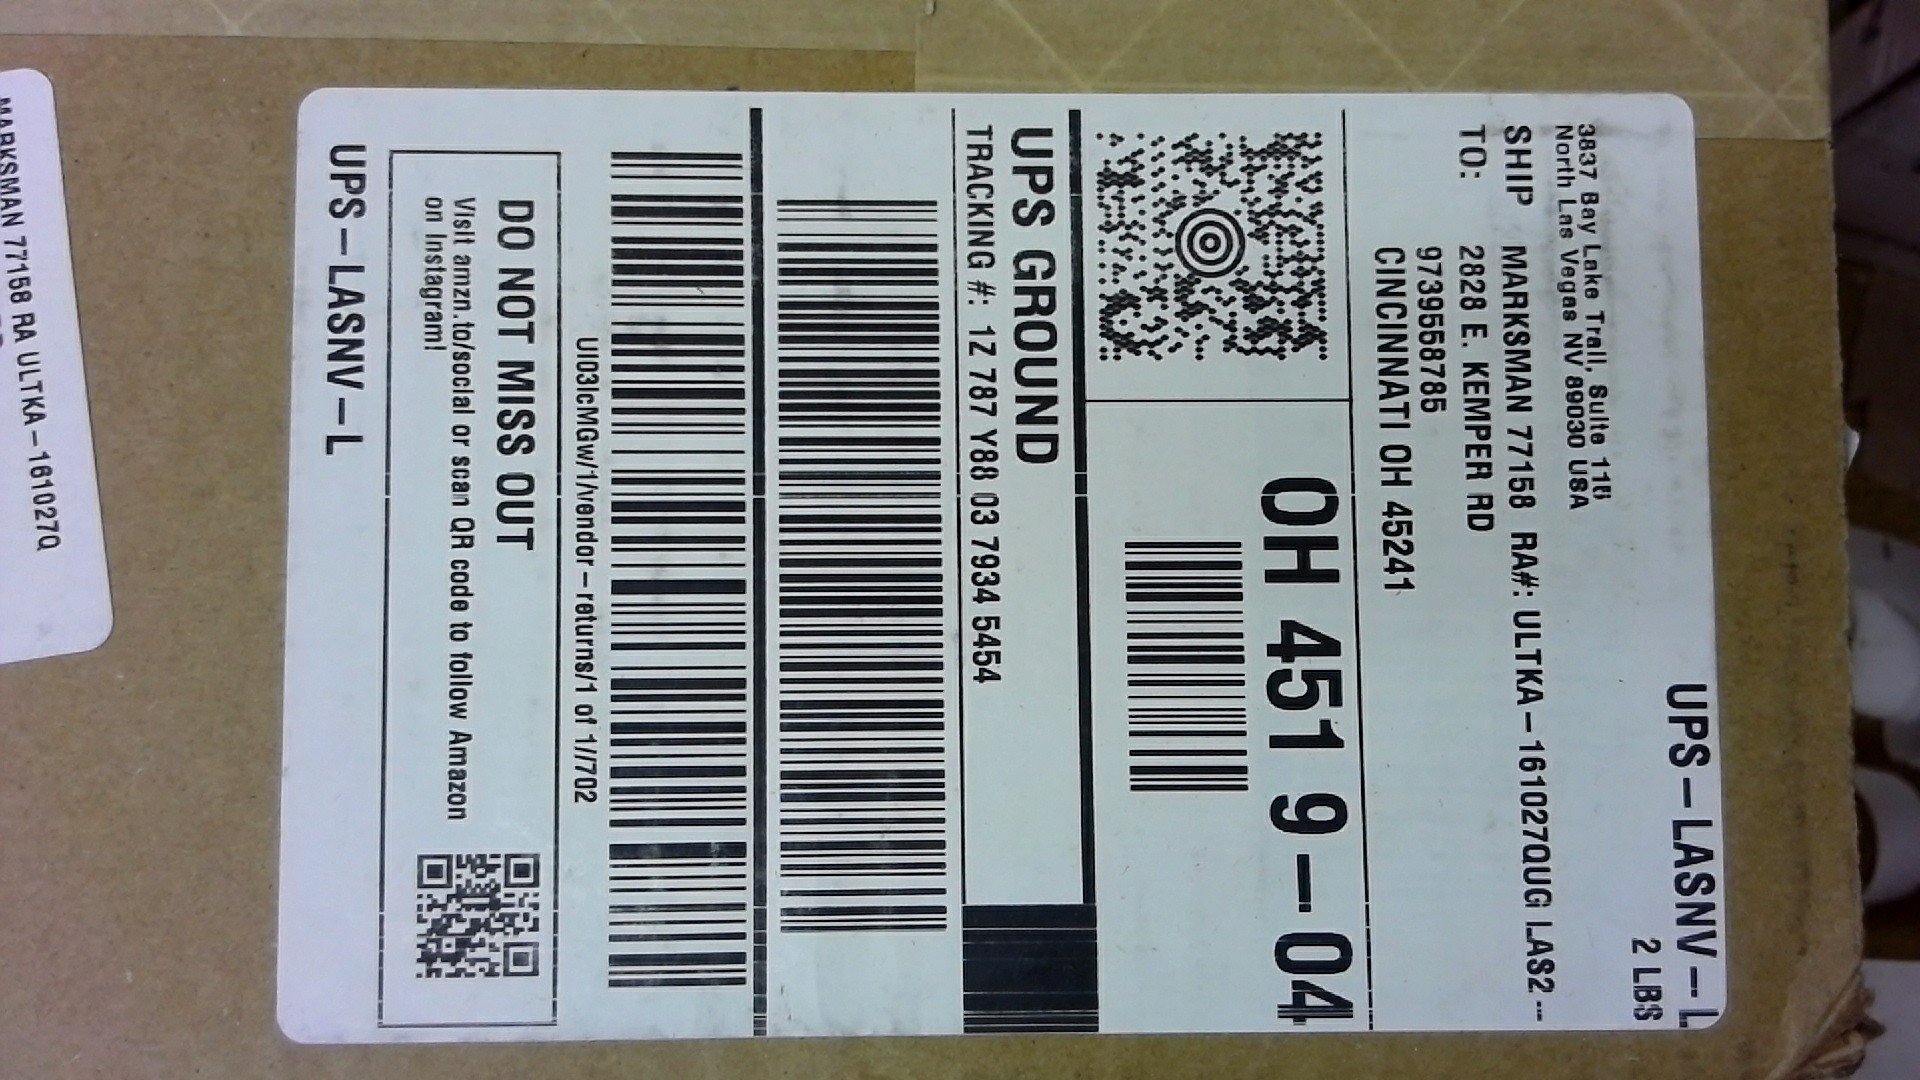 UPS-LASNV-L
2 LBS
3837 Bay Lake Trail, Suite 115
North Las Vegas NV 89030 USA
SHIP MARKSMAN 77158 RA#: ULTKA-161027QUG LAS2--
TO: 2828 E. KEMPER RD
9739558785
CINCINNATI OH 45241
OH 451 9-04
UPS GROUND
TRACKING #: 1Z 787 Y88 03 7934 5454
UI03IcMGw/1/vendor-returns/1 of 1//702
DO NOT MISS OUT
Visit amzn.to/social or scan QR code to follow Amazon
on Instagram!
UPS-LASNV-L
MARKSMAN 77158 RA ULTKA-161027Q